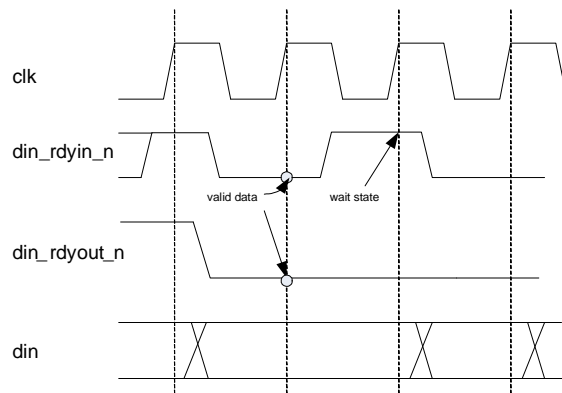 clk
din_rdyin_n
valid data
wait state
din_rdyout_n
din